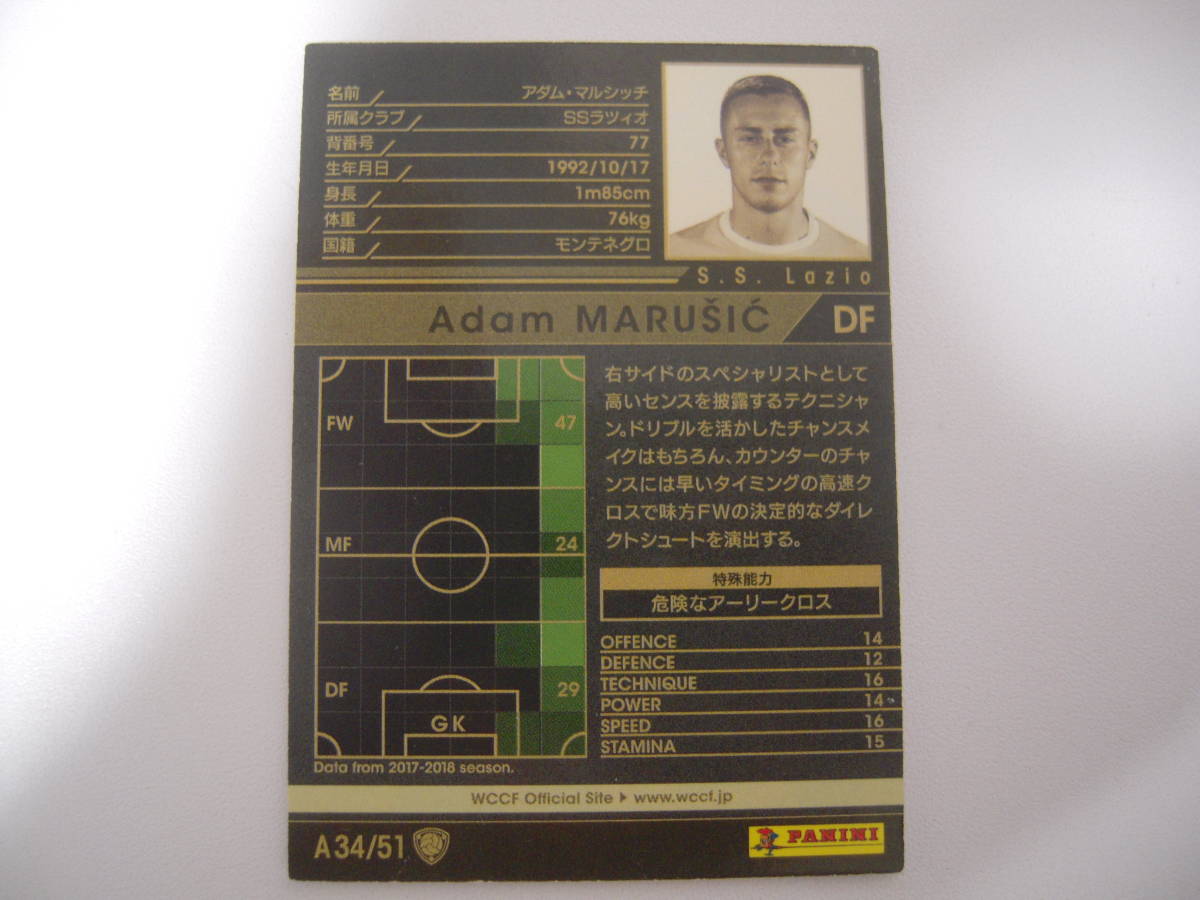 名前 アダム・マルシッチ
所属クラブ SSラツィオ
背番号 77
生年月日 1992/10/17
身長 1m85cm
体重 76kg
国籍 モンテネグロ
S.S. Lazio
Adam MARUŠIĆ DF
FW 47
MF 24
DF 29
GK
Data from 2017-2018 season.
右サイドのスペシャリストとして
高いセンスを披露するテクニシャ
ン。ドリブルを活かしたチャンスメ
イクはもちろん、カウンターのチャ
ンスには早いタイミングの高速ク
ロスで味方FWの決定的なダイレ
クトシュートを演出する。
特殊能力
危険なアーリークロス
OFFENCE 14
DEFENCE 12
TECHNIQUE 16
POWER 14
SPEED 16
STAMINA 15
WCCF Official Site ▶ www.wccf.jp
A34/51
PANINI